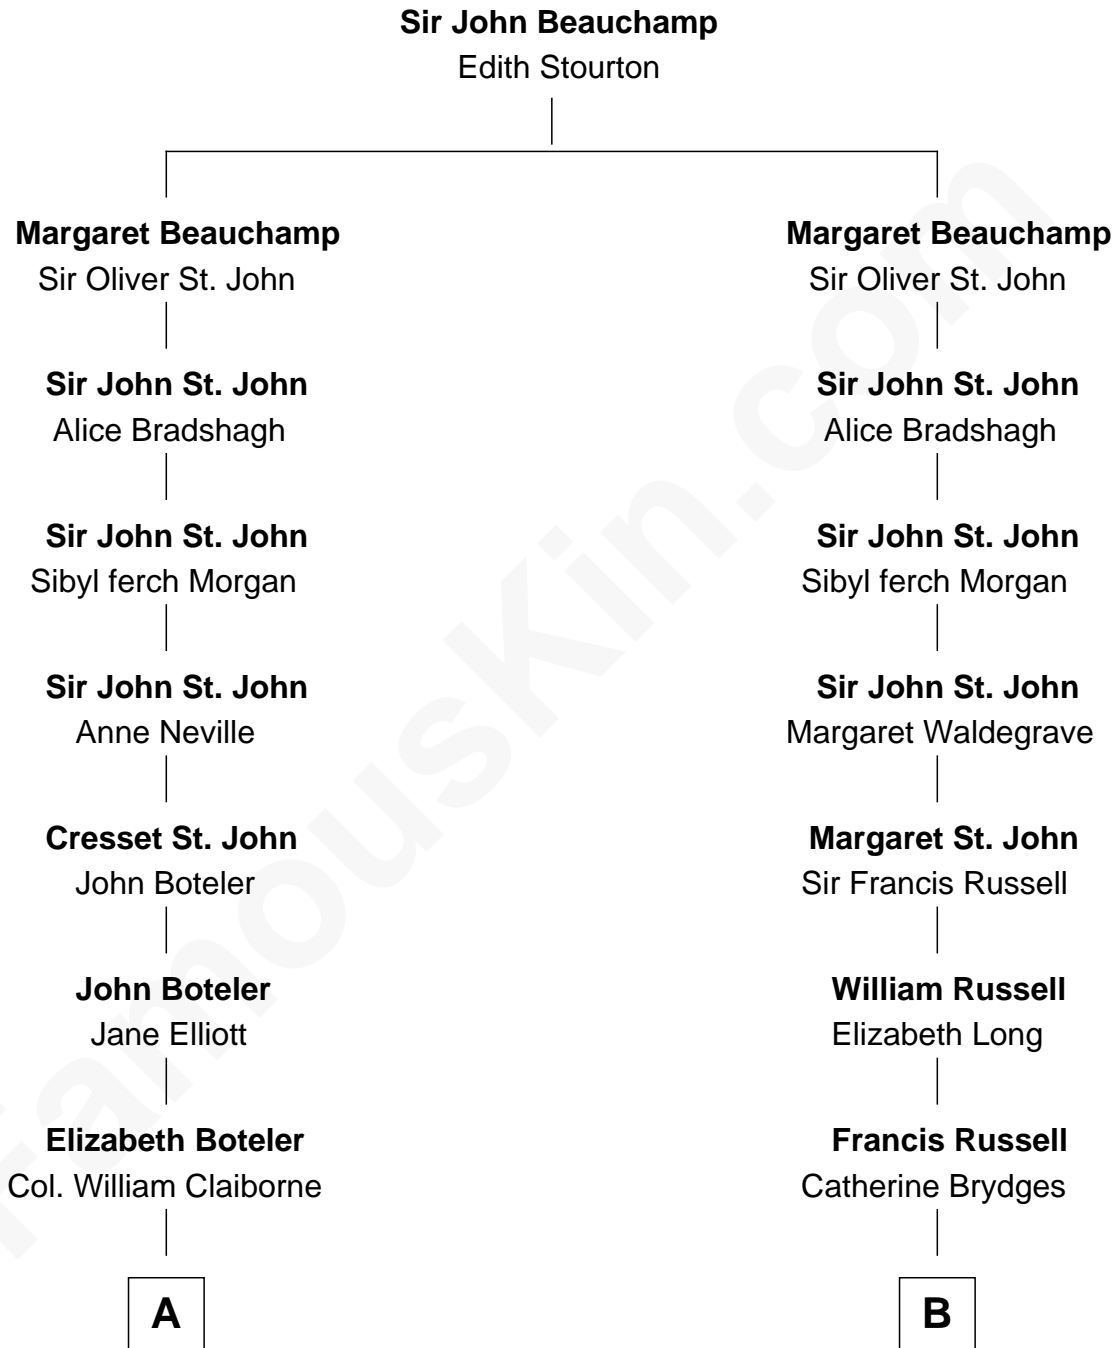 Sir John Beauchamp
Edith Stourton
Margaret Beauchamp
Sir Oliver St. John
Sir John St. John
Alice Bradshagh
Sir John St. John
Sibyl ferch Morgan
Sir John St. John
Anne Neville
Cresset St. John
John Boteler
John Boteler
Jane Elliott
Elizabeth Boteler
Col. William Claiborne
A
Margaret Beauchamp
Sir Oliver St. John
Sir John St. John
Alice Bradshagh
Sir John St. John
Sibyl ferch Morgan
Sir John St. John
Margaret Waldegrave
Margaret St. John
Sir Francis Russell
William Russell
Elizabeth Long
Francis Russell
Catherine Brydges
B
FamousKin.com